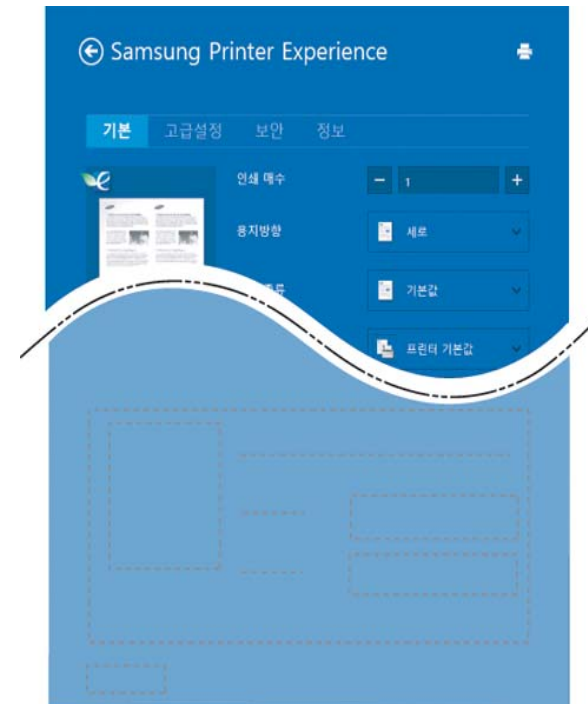 Samsung Printer Experience
기본 고급설정 보안 정보
인쇄 매수 1
용지방향 세로
기본값
프린터 기본값